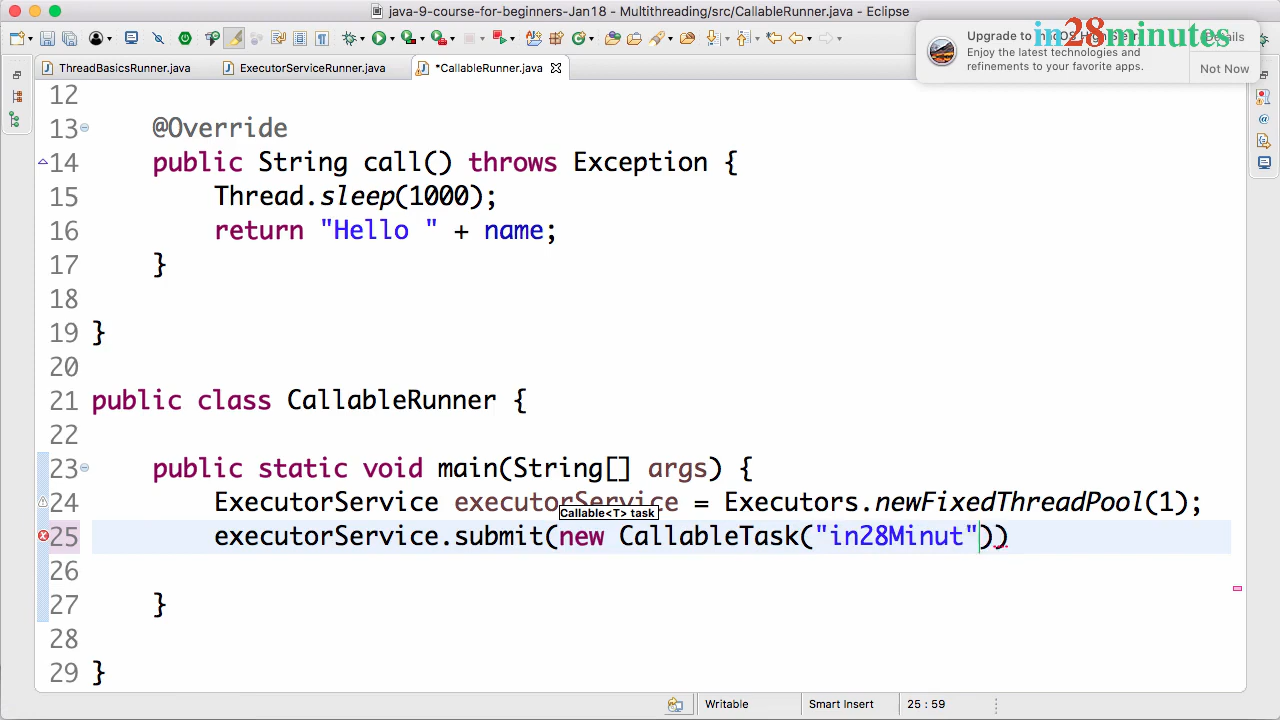 java-9-course-for-beginners-Jan18 - Multithreading/src/CallableRunner.java - Eclipse
in28minutes
Upgrade to
Enjoy the latest technologies and
refinements to your favorite apps.
Not Now
ThreadBasicsRunner.java
ExecutorServiceRunner.java
*CallableRunner.java
12
13 @Override
14 public String call() throws Exception {
15 Thread.sleep(1000);
16 return "Hello " + name;
17 }
18
19 }
20
21 public class CallableRunner {
22
23 public static void main(String[] args) {
24 ExecutorService executorService = Executors.newFixedThreadPool(1);
Callable<T> task
25 executorService.submit(new CallableTask("in28Minut"))
26
27 }
28
29 }
Writable
Smart Insert
25 : 59